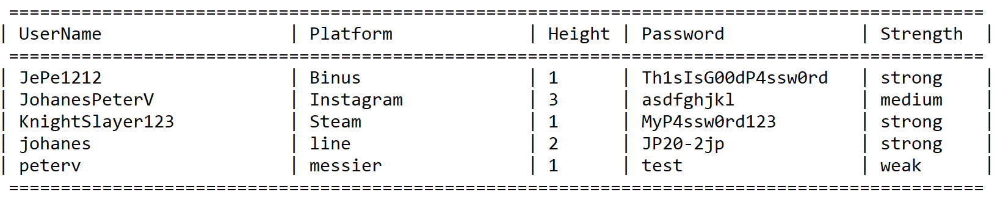 ===============================================================================================
| UserName                  | Platform              | Height | Password             | Strength  |
===============================================================================================
| JePe1212                  | Binus                 | 1      | Th1sIsG00dP4ssw0rd   | strong    |
| JohanesPeterV             | Instagram             | 3      | asdfghjkl            | medium    |
| KnightSlayer123           | Steam                 | 1      | MyP4ssw0rd123        | strong    |
| johanes                   | line                  | 2      | JP20-2jp             | strong    |
| peterv                    | messier               | 1      | test                 | weak      |
===============================================================================================